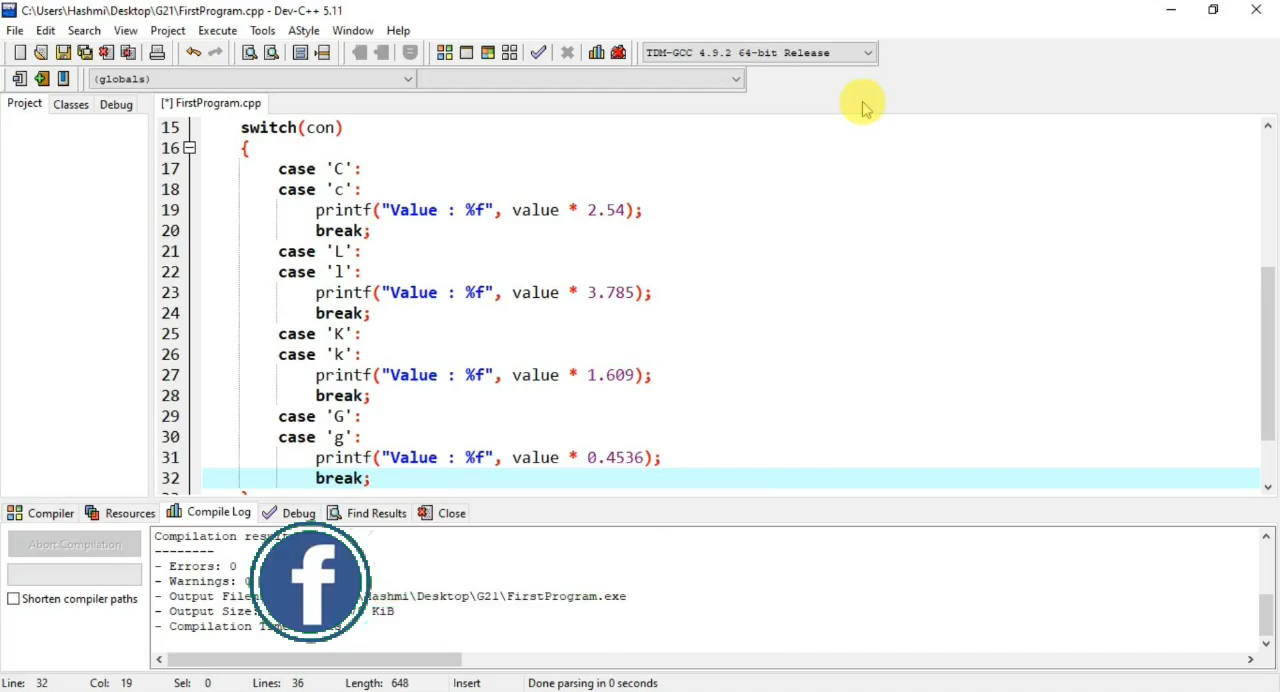 C:\Users\Hashmi\Desktop\G21\FirstProgram.cpp - Dev-C++ 5.11
File Edit Search View Project Execute Tools AStyle Window Help
TDM-GCC 4.9.2 64-bit Release
(globals)
Project Classes Debug [*] FirstProgram.cpp
15 switch(con)
16 {
17 case 'C':
18 case 'c':
19 printf("Value : %f", value * 2.54);
20 break;
21 case 'L':
22 case 'l':
23 printf("Value : %f", value * 3.785);
24 break;
25 case 'K':
26 case 'k':
27 printf("Value : %f", value * 1.609);
28 break;
29 case 'G':
30 case 'g':
31 printf("Value : %f", value * 0.4536);
32 break;
Compiler Resources Compile Log Debug Find Results Close
Abort Compilation
Shorten compiler paths
Compilation
--------
- Errors: 0
- Warnings: 0
- Output \Desktop\G21\FirstProgram.exe
- Output Size: KiB
- Compilation
Line: 32 Col: 19 Sel: 0 Lines: 36 Length: 648 Insert Done parsing in 0 seconds